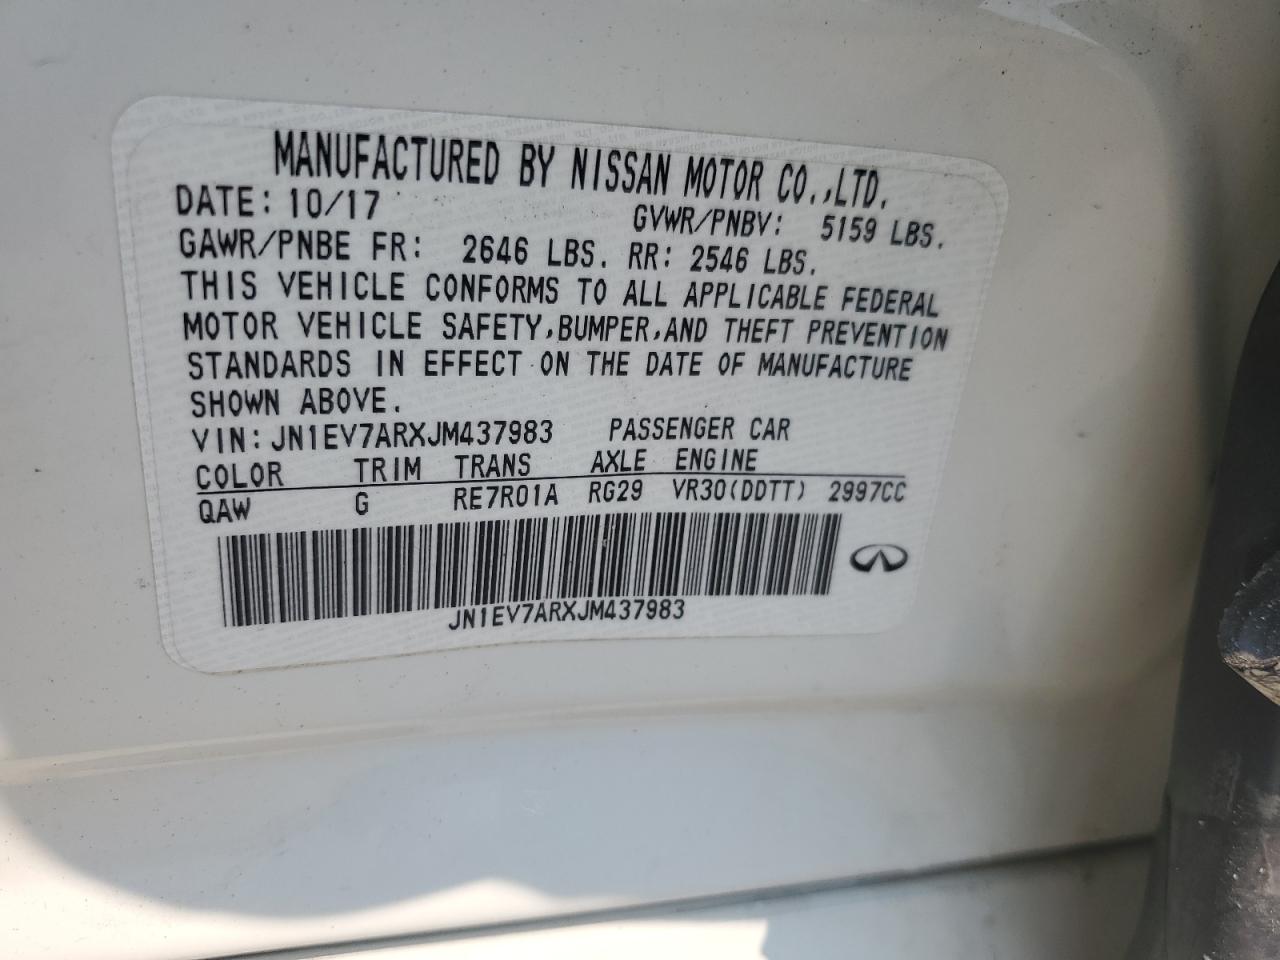 MANUFACTURED BY NISSAN MOTOR CO.,LTD.
DATE: 10/17 GVWR/PNBV: 5159 LBS.
GAWR/PNBE FR: 2646 LBS. RR: 2546 LBS.
THIS VEHICLE CONFORMS TO ALL APPLICABLE FEDERAL
MOTOR VEHICLE SAFETY,BUMPER,AND THEFT PREVENTION
STANDARDS IN EFFECT ON THE DATE OF MANUFACTURE
SHOWN ABOVE.
VIN: JN1EV7ARXJM437983 PASSENGER CAR
COLOR TRIM TRANS AXLE ENGINE
QAW G RE7R01A RG29 VR30(DDTT) 2997CC
JN1EV7ARXJM437983